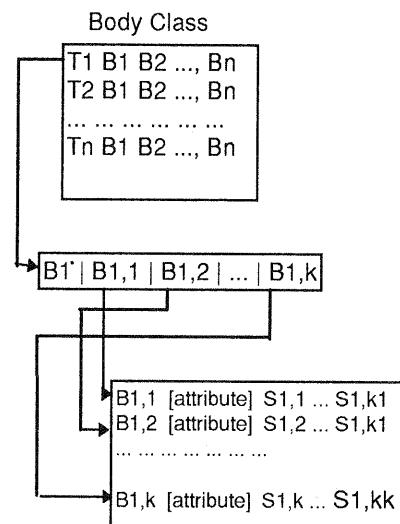 Body Class
T1 B1 B2 ..., Bn
T2 B1 B2 ..., Bn
... ... ... ... ... ...
Tn B1 B2 ..., Bn
B1* | B1,1 | B1,2 | ... | B1,k
B1,1 [attribute] S1,1 ... S1,k1
B1,2 [attribute] S1,2 ... S1,k1
... ... ... ... ... ... ...
B1,k [attribute] S1,k ... S1,kk